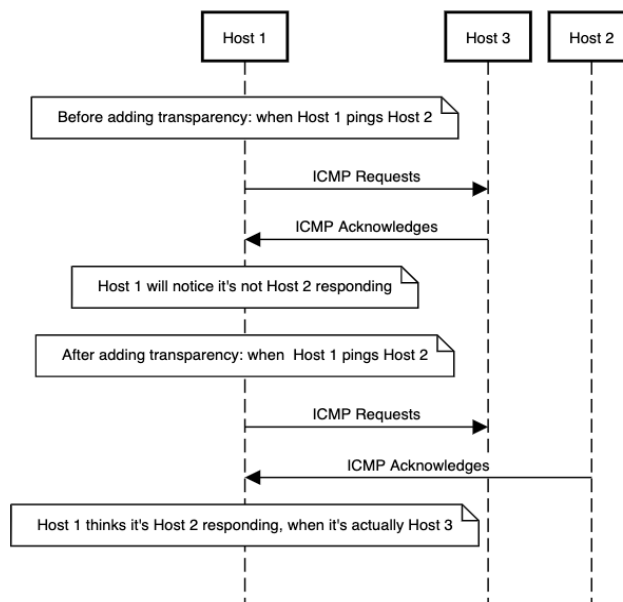 Host 1
Host 3
Host 2
Before adding transparency: when Host 1 pings Host 2
ICMP Requests
ICMP Acknowledges
Host 1 will notice it's not Host 2 responding
After adding transparency: when  Host 1 pings Host 2
ICMP Requests
ICMP Acknowledges
Host 1 thinks it's Host 2 responding, when it's actually Host 3